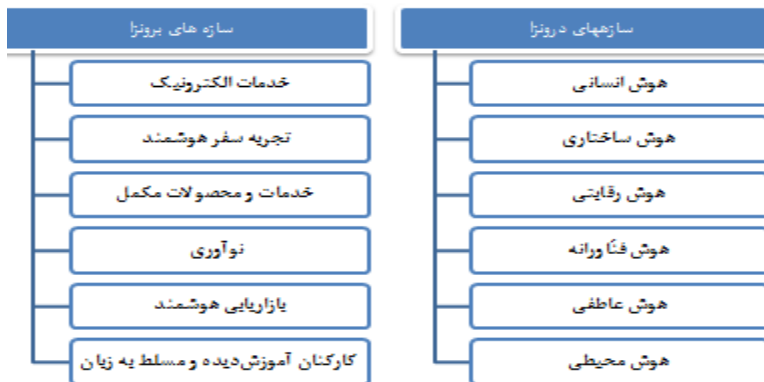 سازههای درونزا
هوش انسانی
هوش ساختاری
هوش رقابتی
هوش فنّاورانه
هوش عاطفی
هوش محیطی
سازه های برونزا
خدمات الکترونیک
تجربه سفر هوشمند
خدمات و محصولات مکمل
نوآوری
بازاریابی هوشمند
کارکنان آموزش‌دیده و مسلط به زبان